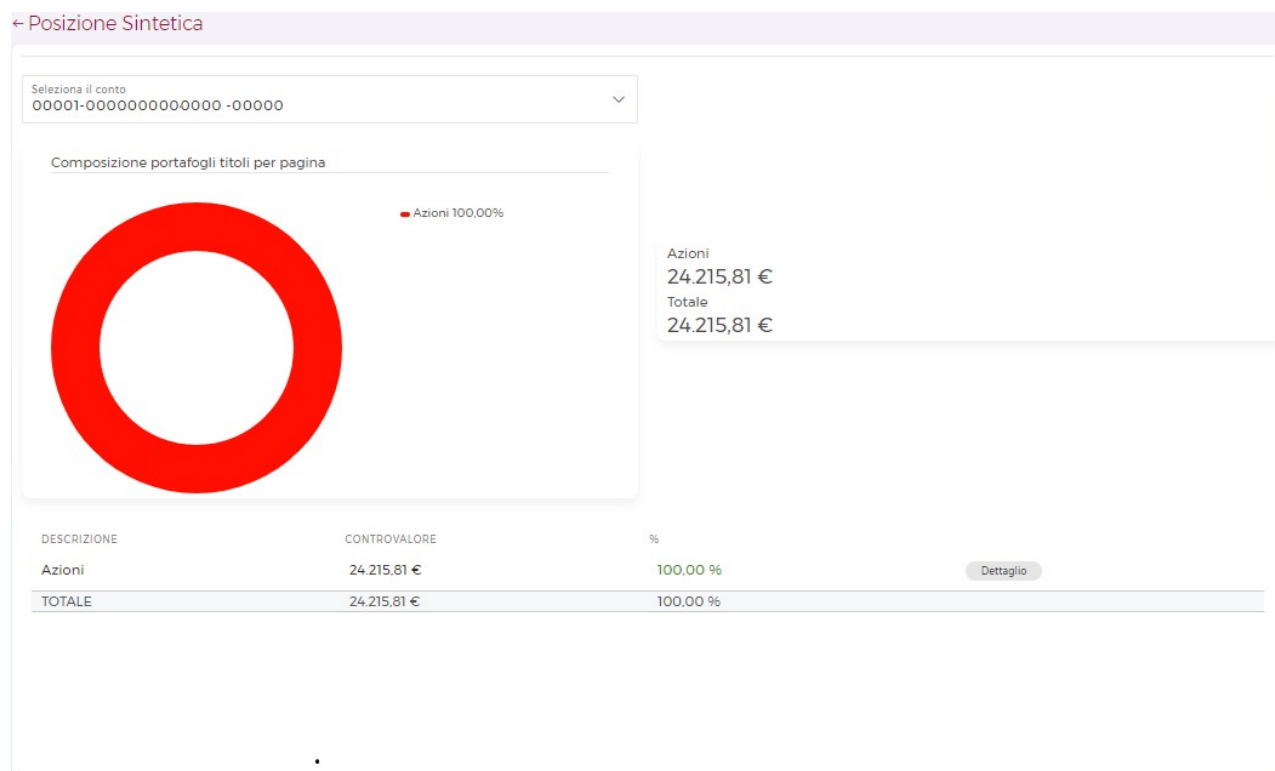 ← Posizione Sintetica
Seleziona il conto
00001-0000000000000 -00000
Composizione portafogli titoli per pagina
Azioni 100,00%
Azioni
24.215,81 €
Totale
24.215,81 €
DESCRIZIONE CONTROVALORE %
Azioni 24.215,81 € 100,00 % Dettaglio
TOTALE 24.215,81 € 100,00 %